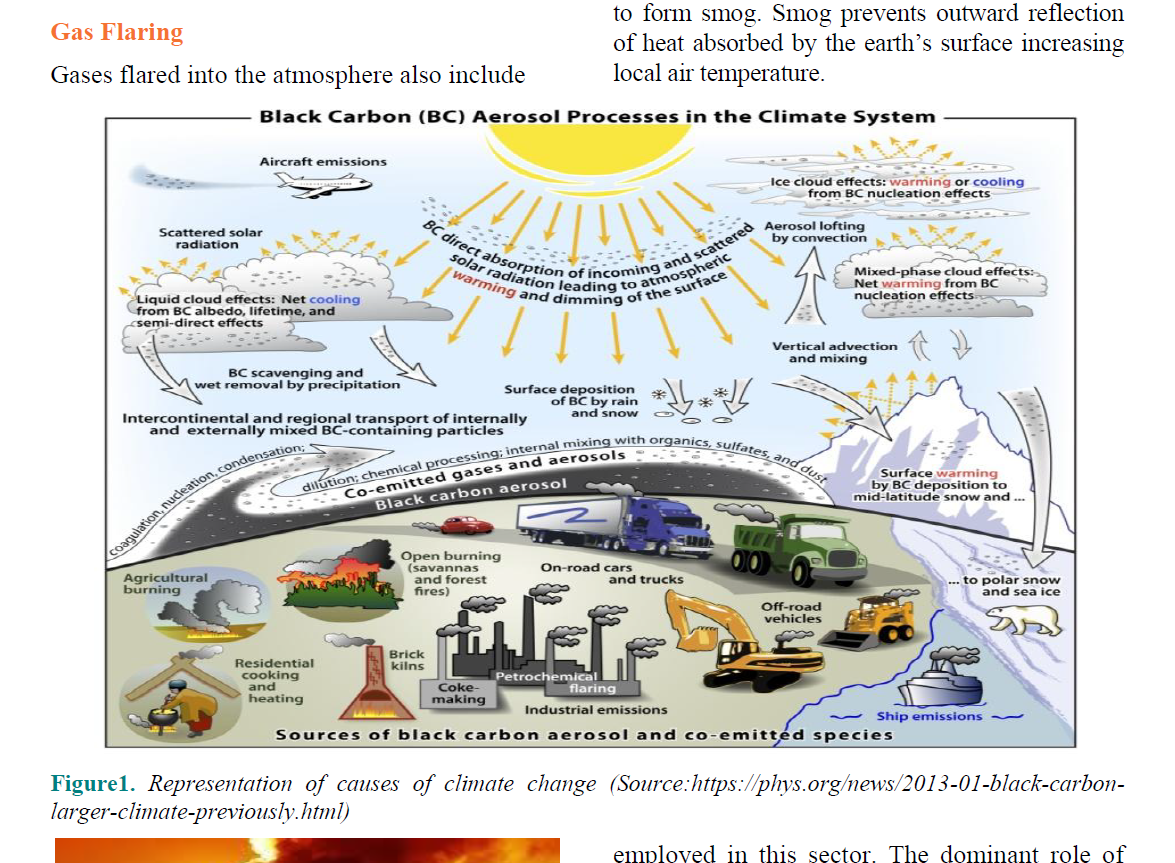 Gas Flaring
Gases flared into the atmosphere also include
to form smog. Smog prevents outward reflection
of heat absorbed by the earth’s surface increasing
local air temperature.
Black Carbon (BC) Aerosol Processes in the Climate System
Aircraft emissions
Ice cloud effects: warming or cooling
from BC nucleation effects
Scattered solar
radiation
BC direct absorption of incoming and scattered
solar radiation leading to atmospheric
warming and dimming of the surface
Aerosol lofting
by convection
Liquid cloud effects: Net cooling
from BC albedo, lifetime, and
semi-direct effects
Mixed-phase cloud effects:
Net warming from BC
nucleation effects
Vertical advection
and mixing
BC scavenging and
wet removal by precipitation
Surface deposition
of BC by rain
and snow
Intercontinental and regional transport of internally
and externally mixed BC-containing particles
coagulation, nucleation, condensation;
dilution; chemical processing; internal mixing with organics, sulfates, and dust
Co-emitted gases and aerosols
Black carbon aerosol
Surface warming
by BC deposition to
mid-latitude snow and ...
... to polar snow
and sea ice
Agricultural
burning
Open burning
(savannas
and forest
fires)
On-road cars
and trucks
Off-road
vehicles
Residential
cooking
and
heating
Brick
kilns
Coke-
making
Petrochemical
flaring
Industrial emissions
Ship emissions
Sources of black carbon aerosol and co-emitted species
Figure1. Representation of causes of climate change (Source:https://phys.org/news/2013-01-black-carbon-
larger-climate-previously.html)
employed in this sector. The dominant role of